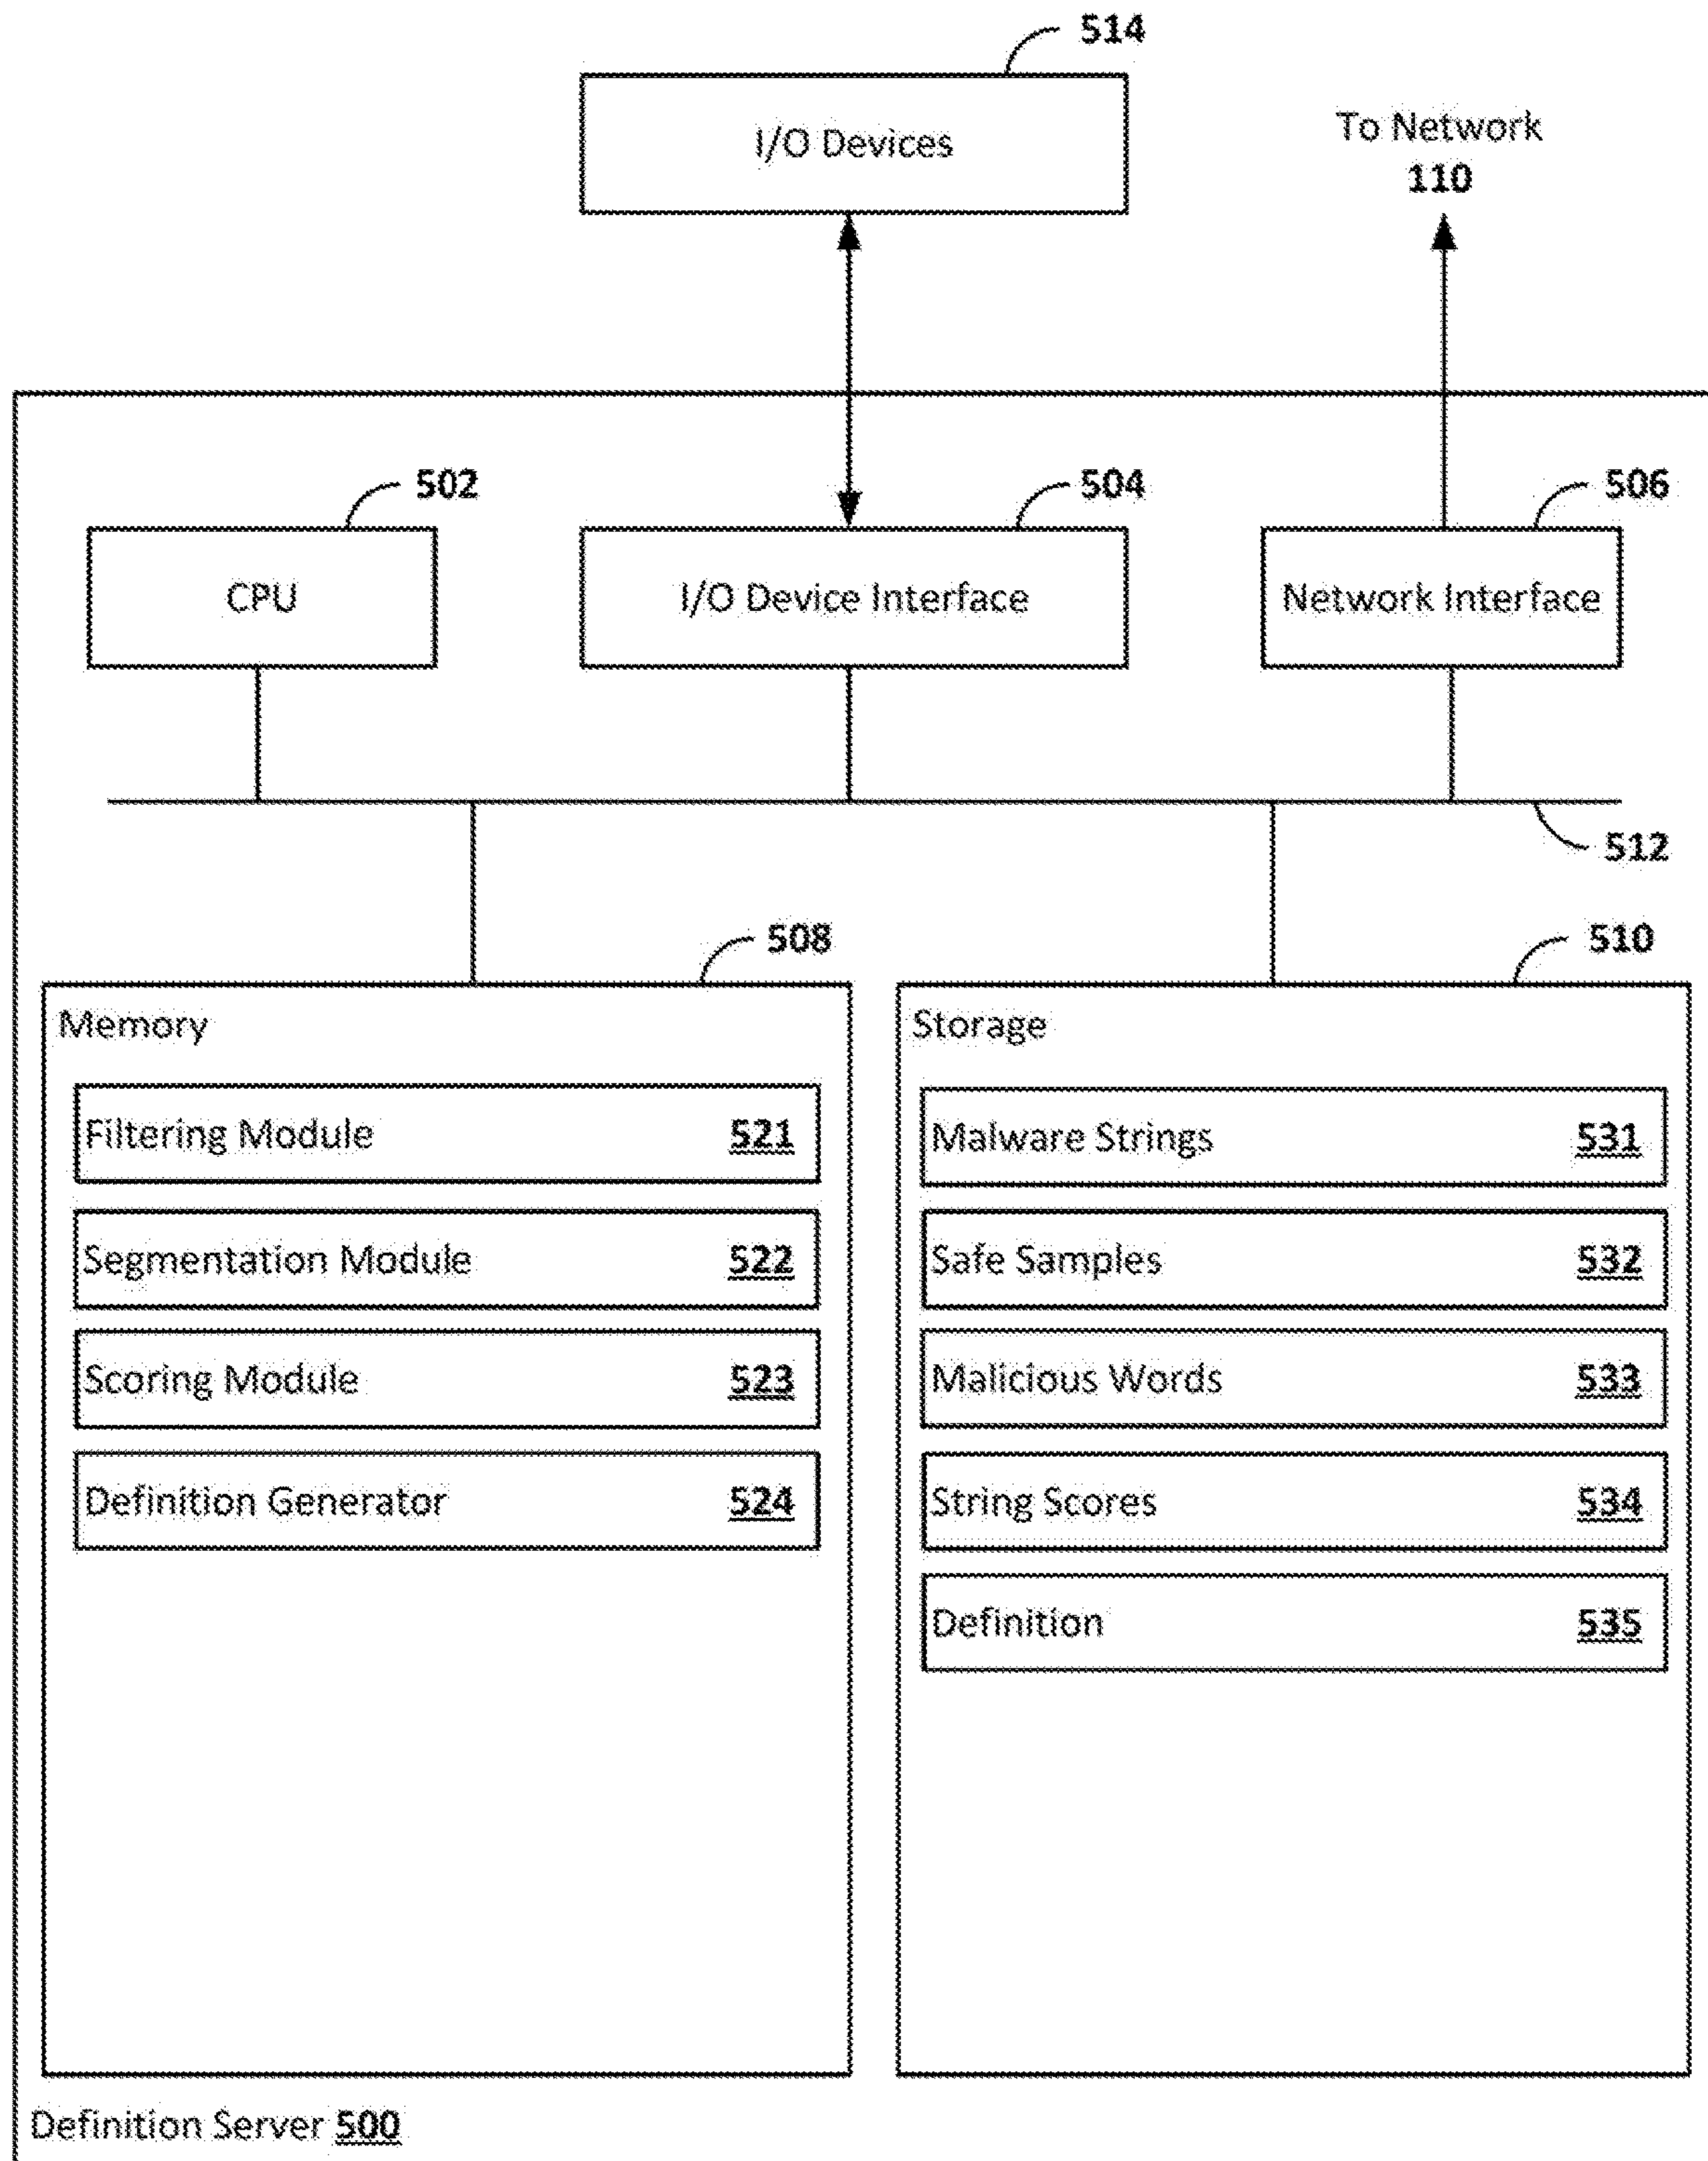 514
I/O Devices
To Network
110
502
504
506
CPU
I/O Device Interface
Network Interface
512
508
510
Memory
Filtering Module 521
Segmentation Module 522
Scoring Module 523
Definition Generator 524
Storage
Malware Strings 531
Safe Samples 532
Malicious Words 533
String Scores 534
Definition 535
Definition Server 500